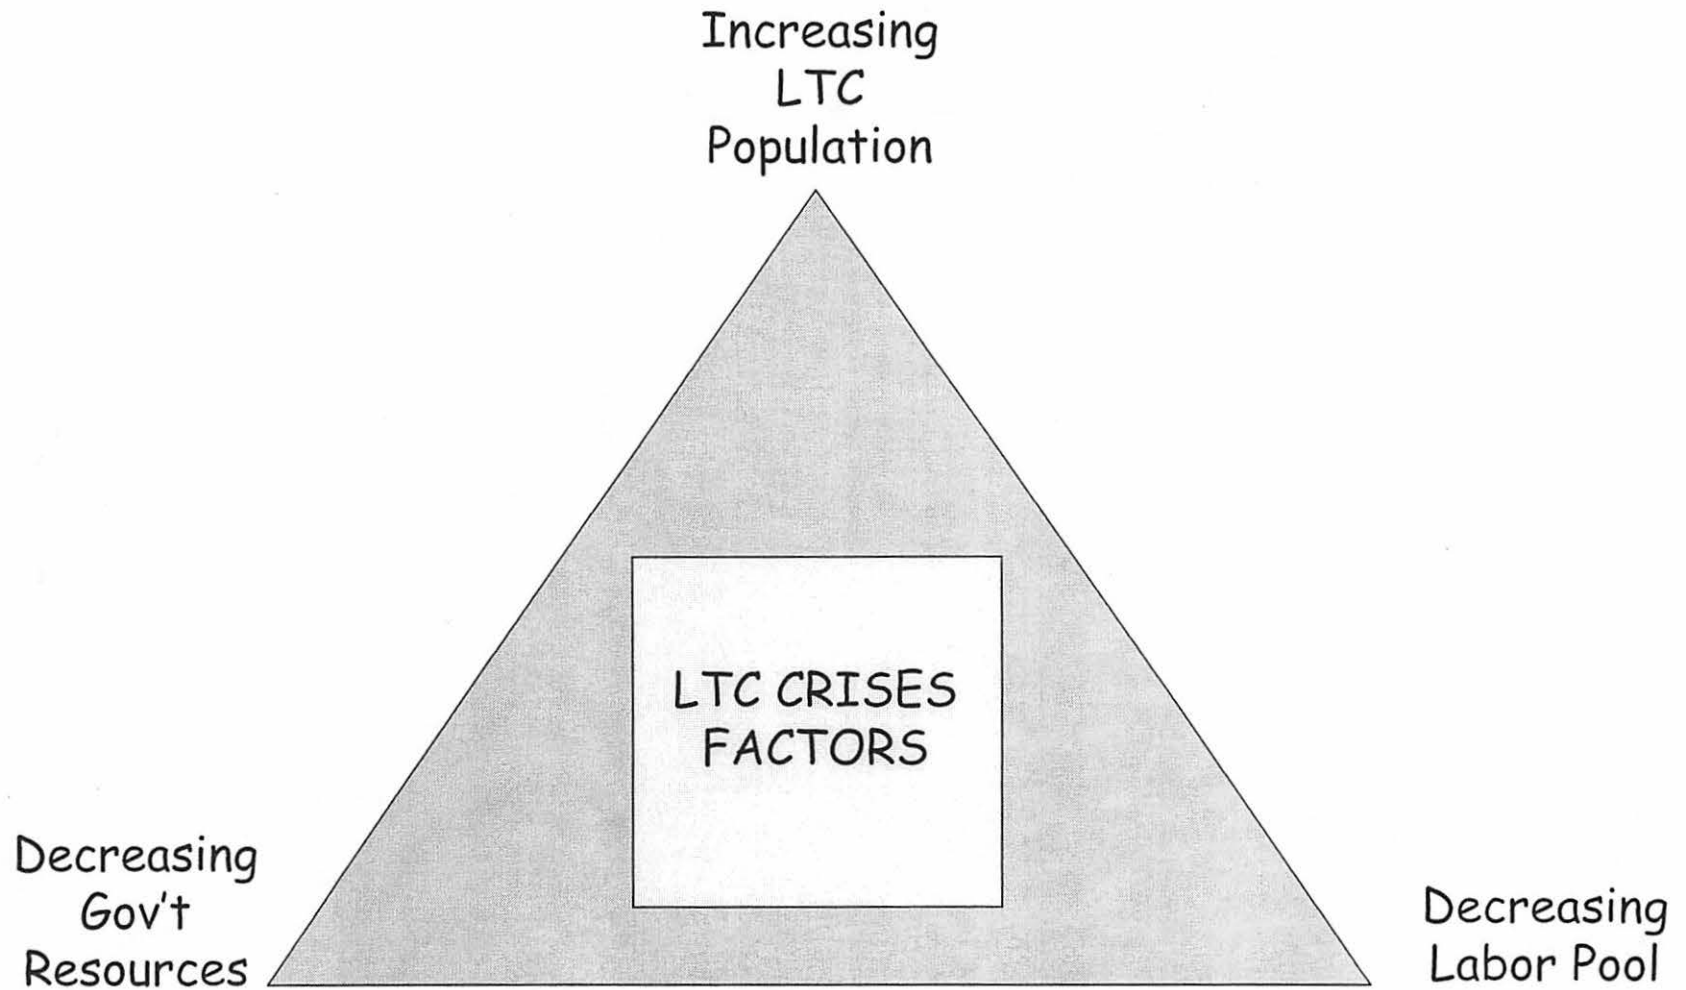 Increasing
LTC
Population
LTC CRISES
FACTORS
Decreasing
Gov't
Resources
Decreasing
Labor Pool